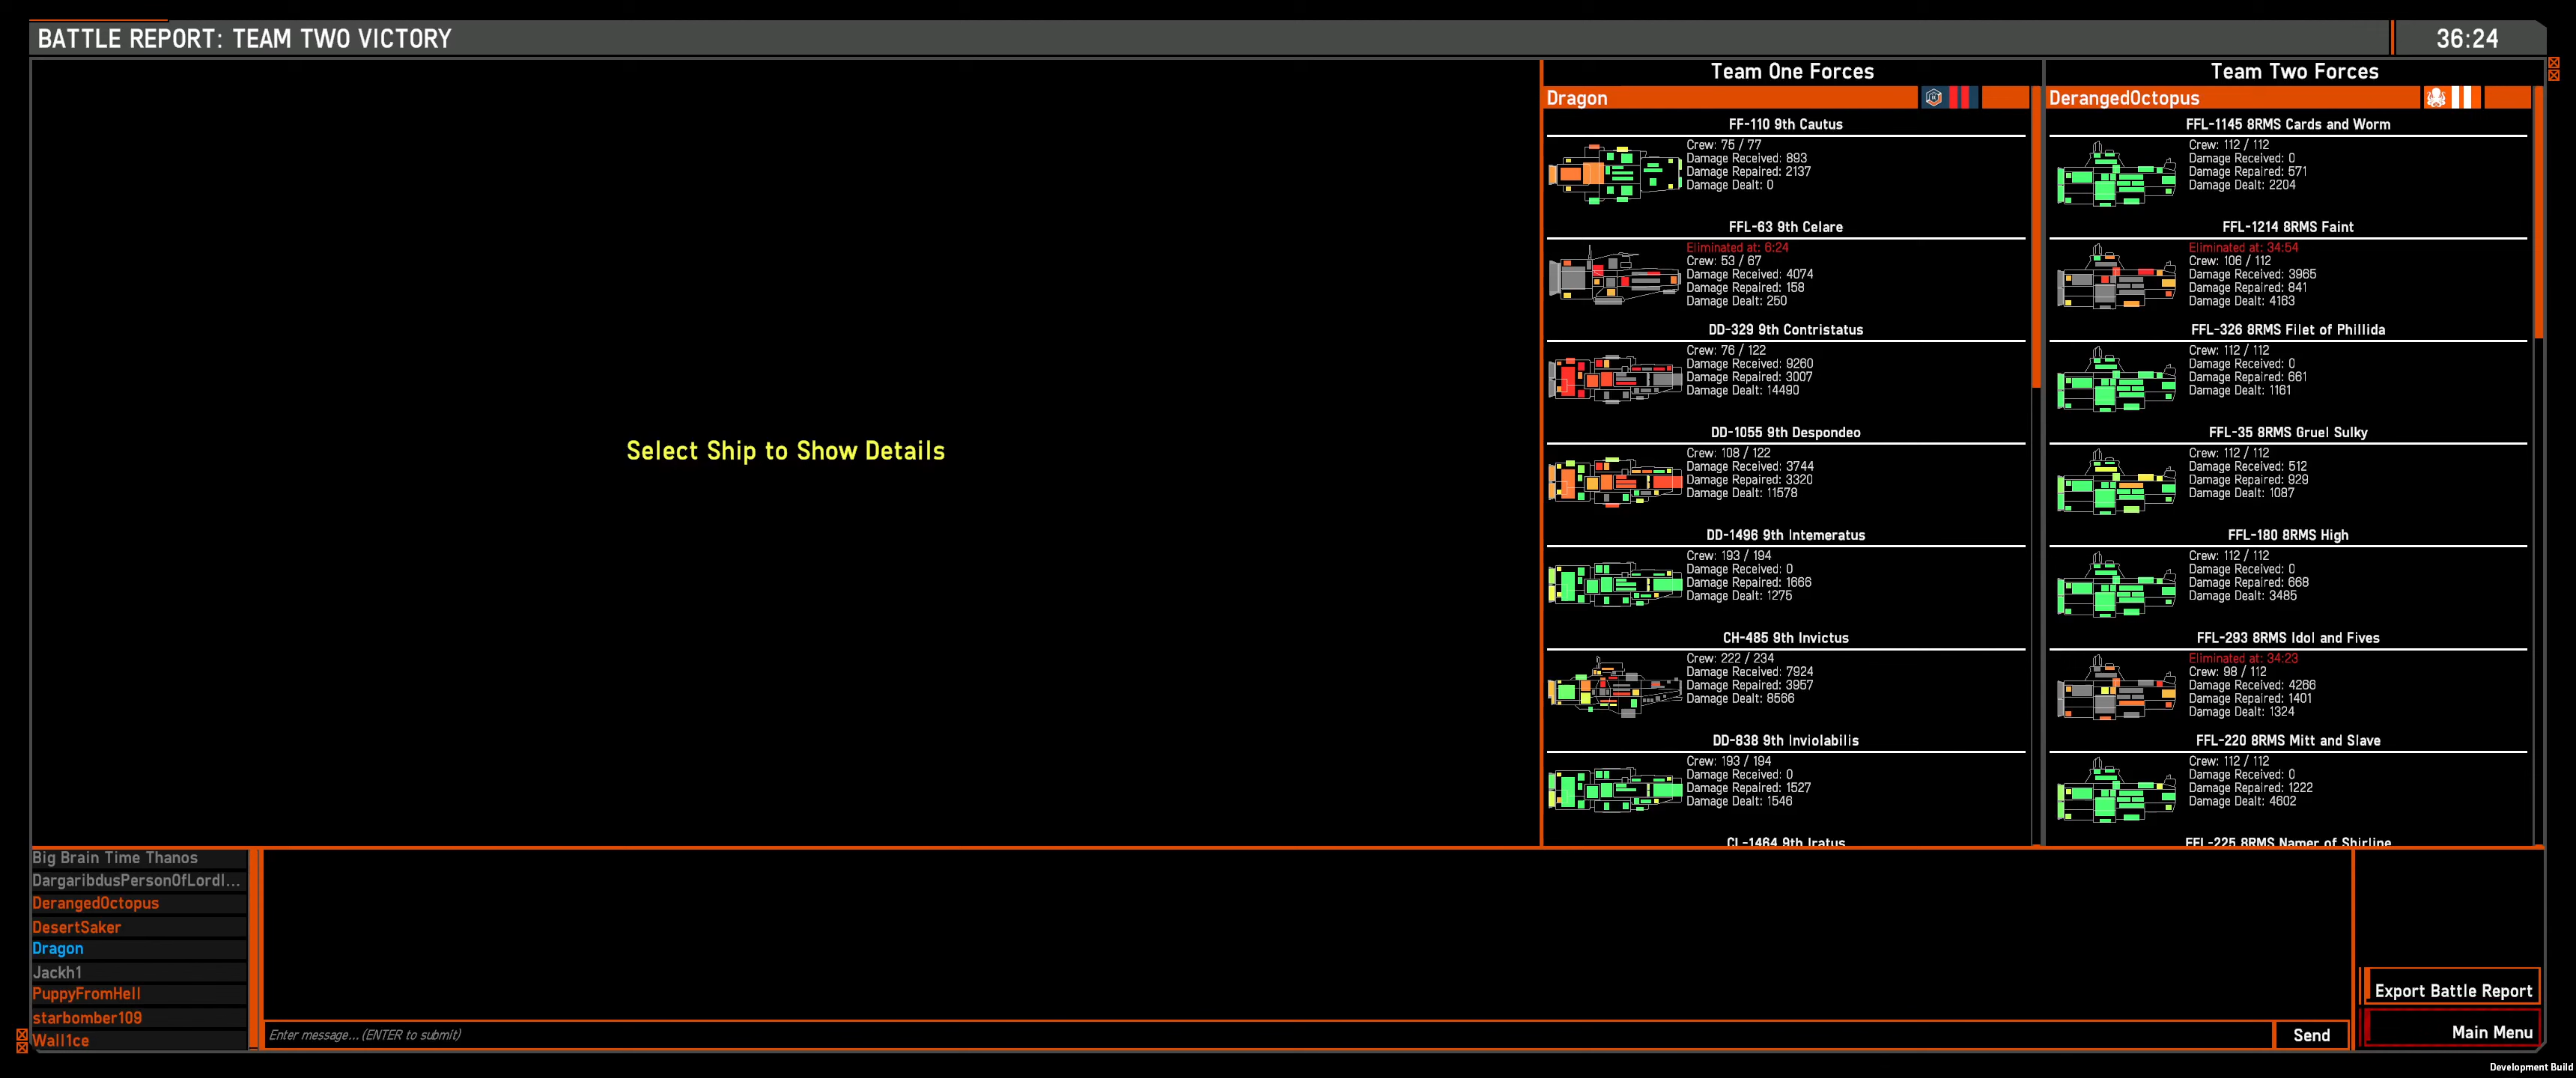 BATTLE REPORT: TEAM TWO VICTORY
36:24
Team One Forces
Dragon
FF-110 9th Cautus
Crew: 75 / 77
Damage Received: 893
Damage Repaired: 2137
Damage Dealt: 0
FFL-63 9th Celare
Eliminated at: 6:24
Crew: 53 / 67
Damage Received: 4074
Damage Repaired: 158
Damage Dealt: 250
DD-329 9th Contristatus
Crew: 76 / 122
Damage Received: 9260
Damage Repaired: 3007
Damage Dealt: 14490
DD-1055 9th Despondeo
Crew: 108 / 122
Damage Received: 3744
Damage Repaired: 3320
Damage Dealt: 11578
DD-1496 9th Intemeratus
Crew: 193 / 194
Damage Received: 0
Damage Repaired: 1666
Damage Dealt: 1275
CH-485 9th Invictus
Crew: 222 / 234
Damage Received: 7924
Damage Repaired: 3957
Damage Dealt: 8566
DD-838 9th Inviolabilis
Crew: 193 / 194
Damage Received: 0
Damage Repaired: 1527
Damage Dealt: 1546
CL-1464 9th Iratus
Team Two Forces
DerangedOctopus
FFL-1145 8RMS Cards and Worm
Crew: 112 / 112
Damage Received: 0
Damage Repaired: 571
Damage Dealt: 2204
FFL-1214 8RMS Faint
Eliminated at: 34:54
Crew: 106 / 112
Damage Received: 3965
Damage Repaired: 841
Damage Dealt: 4163
FFL-326 8RMS Filet of Phillida
Crew: 112 / 112
Damage Received: 0
Damage Repaired: 661
Damage Dealt: 1161
FFL-35 8RMS Gruel Sulky
Crew: 112 / 112
Damage Received: 512
Damage Repaired: 929
Damage Dealt: 1087
FFL-180 8RMS High
Crew: 112 / 112
Damage Received: 0
Damage Repaired: 668
Damage Dealt: 3485
FFL-293 8RMS Idol and Fives
Eliminated at: 34:23
Crew: 98 / 112
Damage Received: 4266
Damage Repaired: 1401
Damage Dealt: 1324
FFL-220 8RMS Mitt and Slave
Crew: 112 / 112
Damage Received: 0
Damage Repaired: 1222
Damage Dealt: 4602
FFL-225 8RMS Namer of Shirline
Select Ship to Show Details
Big Brain Time Thanos
DargaribdusPersonOfLordI...
DerangedOctopus
DesertSaker
Dragon
Jackh1
PuppyFromHell
starbomber109
Wall1ce
Enter message... (ENTER to submit)
Send
Export Battle Report
Main Menu
Development Build